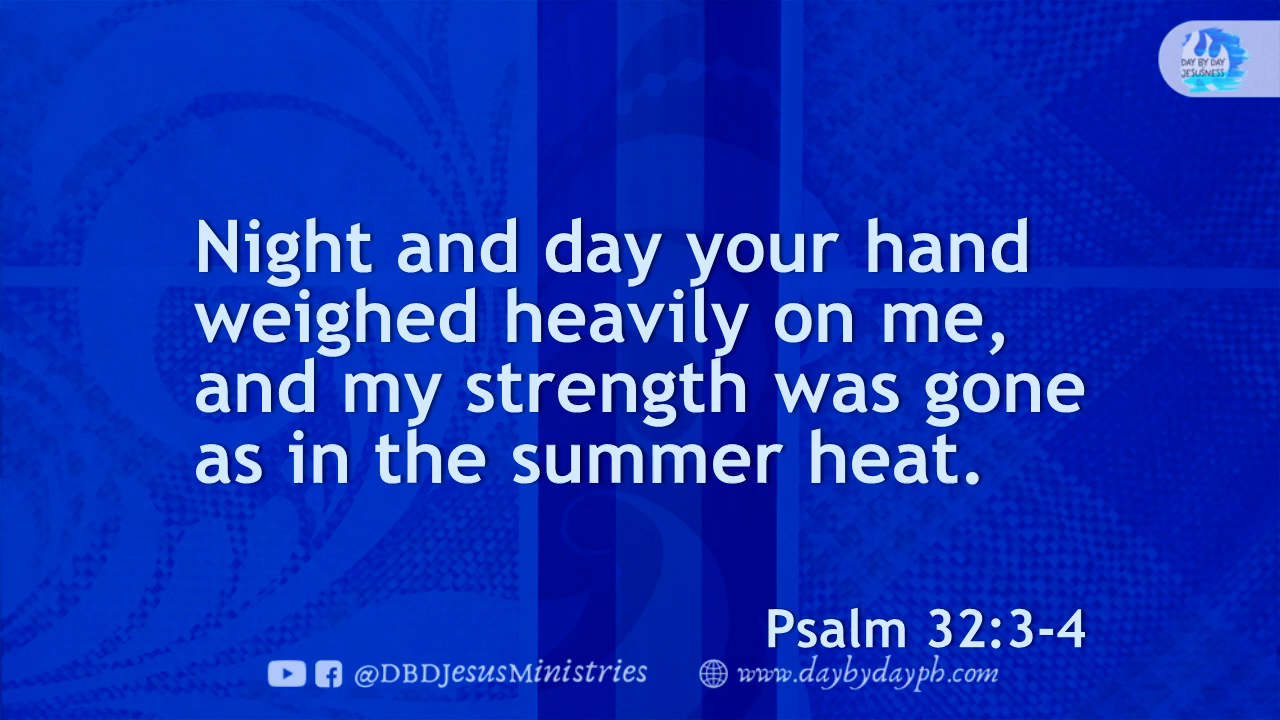 DAY BY DAY
JESUSNESS
Night and day your hand
weighed heavily on me,
and my strength was gone
as in the summer heat.
Psalm 32:3-4
@DBDJesusMinistries www.daybydayph.com